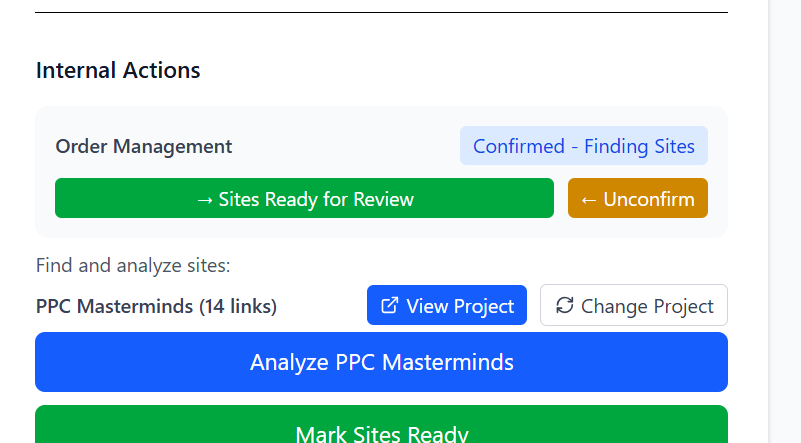 Internal Actions
Order Management
Confirmed - Finding Sites
→ Sites Ready for Review
← Unconfirm
Find and analyze sites:
PPC Masterminds (14 links)
View Project
Change Project
Analyze PPC Masterminds
Mark Sites Ready